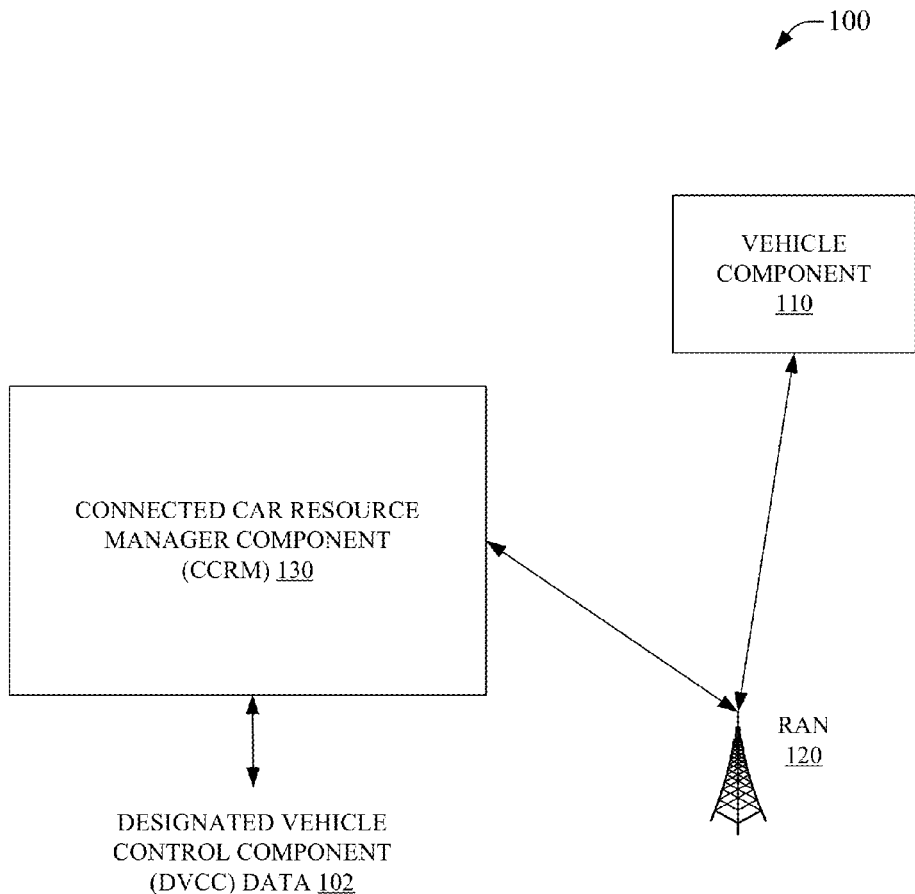 100
VEHICLE
COMPONENT
110
CONNECTED CAR RESOURCE
MANAGER COMPONENT
(CCRM) 130
RAN
120
DESIGNATED VEHICLE
CONTROL COMPONENT
(DVCC) DATA 102